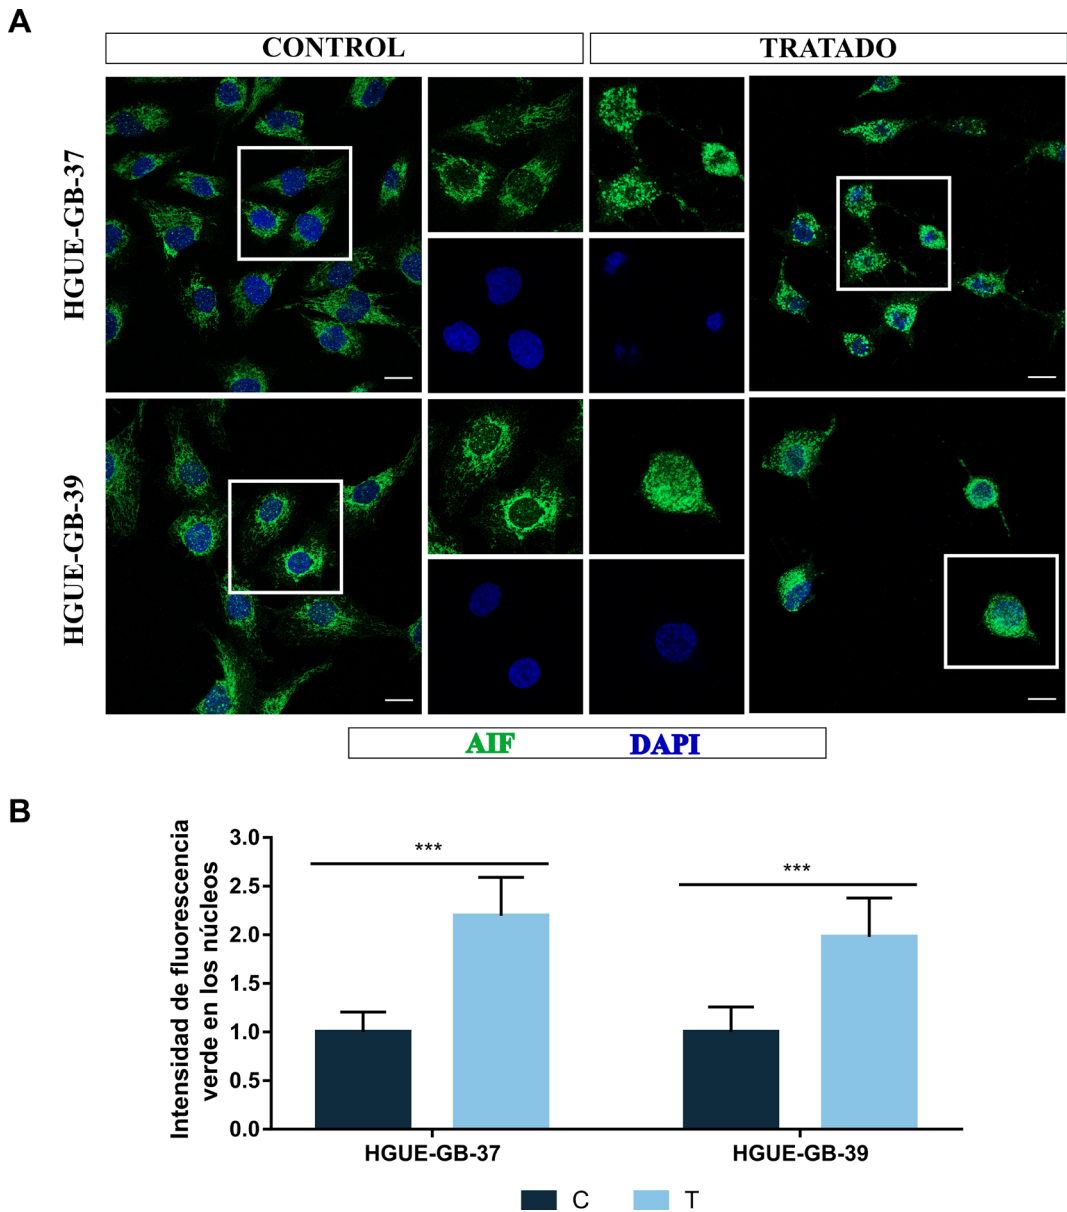 A
CONTROL
TRATADO
HGUE-GB-37
HGUE-GB-39
AIF
DAPI
B
Intensidad de fluorescencia
verde en los núcleos
3.0
2.5
2.0
1.5
1.0
0.5
0.0
***
***
HGUE-GB-37
HGUE-GB-39
C
T